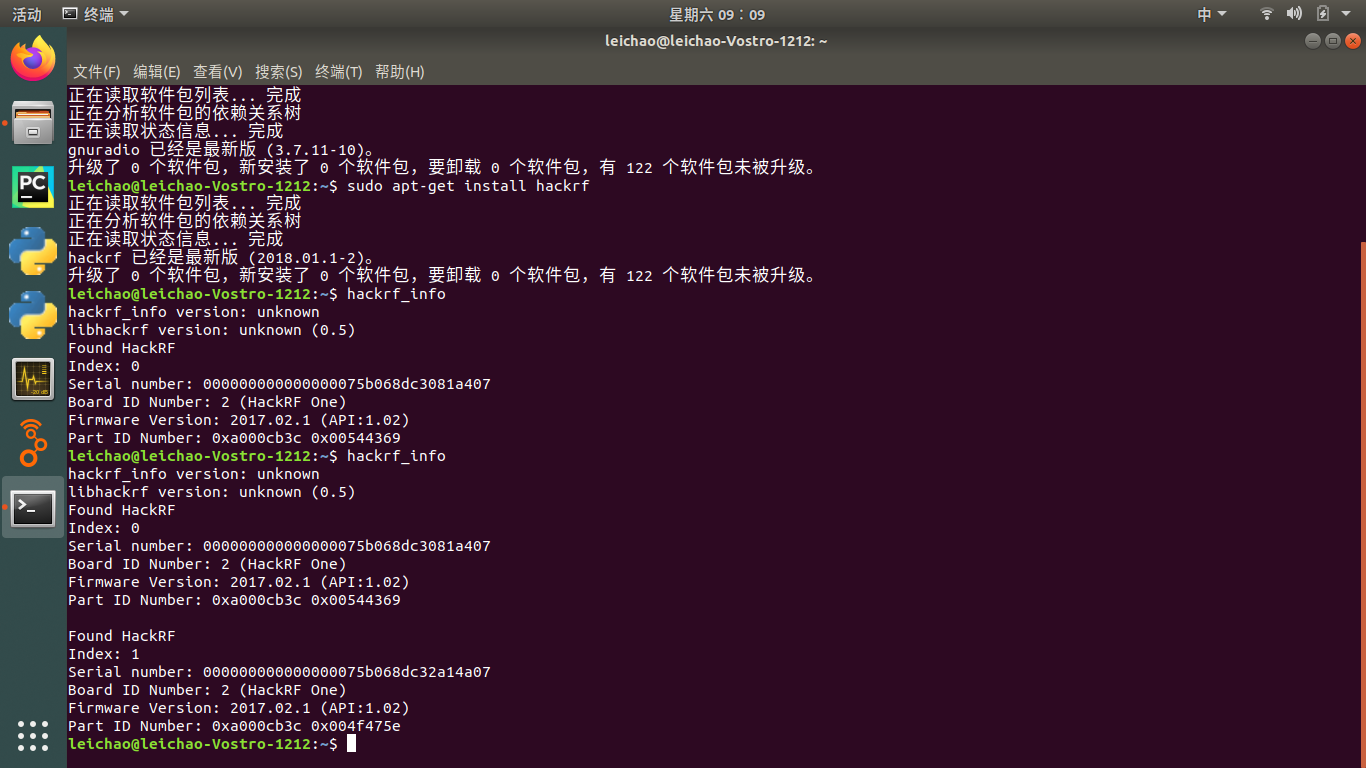 活动 终端 星期六 09：09 中
leichao@leichao-Vostro-1212: ~
文件(F) 编辑(E) 查看(V) 搜索(S) 终端(T) 帮助(H)
正在读取软件包列表... 完成
正在分析软件包的依赖关系树
正在读取状态信息... 完成
gnuradio 已经是最新版 (3.7.11-10)。
升级了 0 个软件包，新安装了 0 个软件包，要卸载 0 个软件包，有 122 个软件包未被升级。
leichao@leichao-Vostro-1212:~$ sudo apt-get install hackrf
正在读取软件包列表... 完成
正在分析软件包的依赖关系树
正在读取状态信息... 完成
hackrf 已经是最新版 (2018.01.1-2)。
升级了 0 个软件包，新安装了 0 个软件包，要卸载 0 个软件包，有 122 个软件包未被升级。
leichao@leichao-Vostro-1212:~$ hackrf_info
hackrf_info version: unknown
libhackrf version: unknown (0.5)
Found HackRF
Index: 0
Serial number: 000000000000000075b068dc3081a407
Board ID Number: 2 (HackRF One)
Firmware Version: 2017.02.1 (API:1.02)
Part ID Number: 0xa000cb3c 0x00544369
leichao@leichao-Vostro-1212:~$ hackrf_info
hackrf_info version: unknown
libhackrf version: unknown (0.5)
Found HackRF
Index: 0
Serial number: 000000000000000075b068dc3081a407
Board ID Number: 2 (HackRF One)
Firmware Version: 2017.02.1 (API:1.02)
Part ID Number: 0xa000cb3c 0x00544369
Found HackRF
Index: 1
Serial number: 000000000000000075b068dc32a14a07
Board ID Number: 2 (HackRF One)
Firmware Version: 2017.02.1 (API:1.02)
Part ID Number: 0xa000cb3c 0x004f475e
leichao@leichao-Vostro-1212:~$
PC